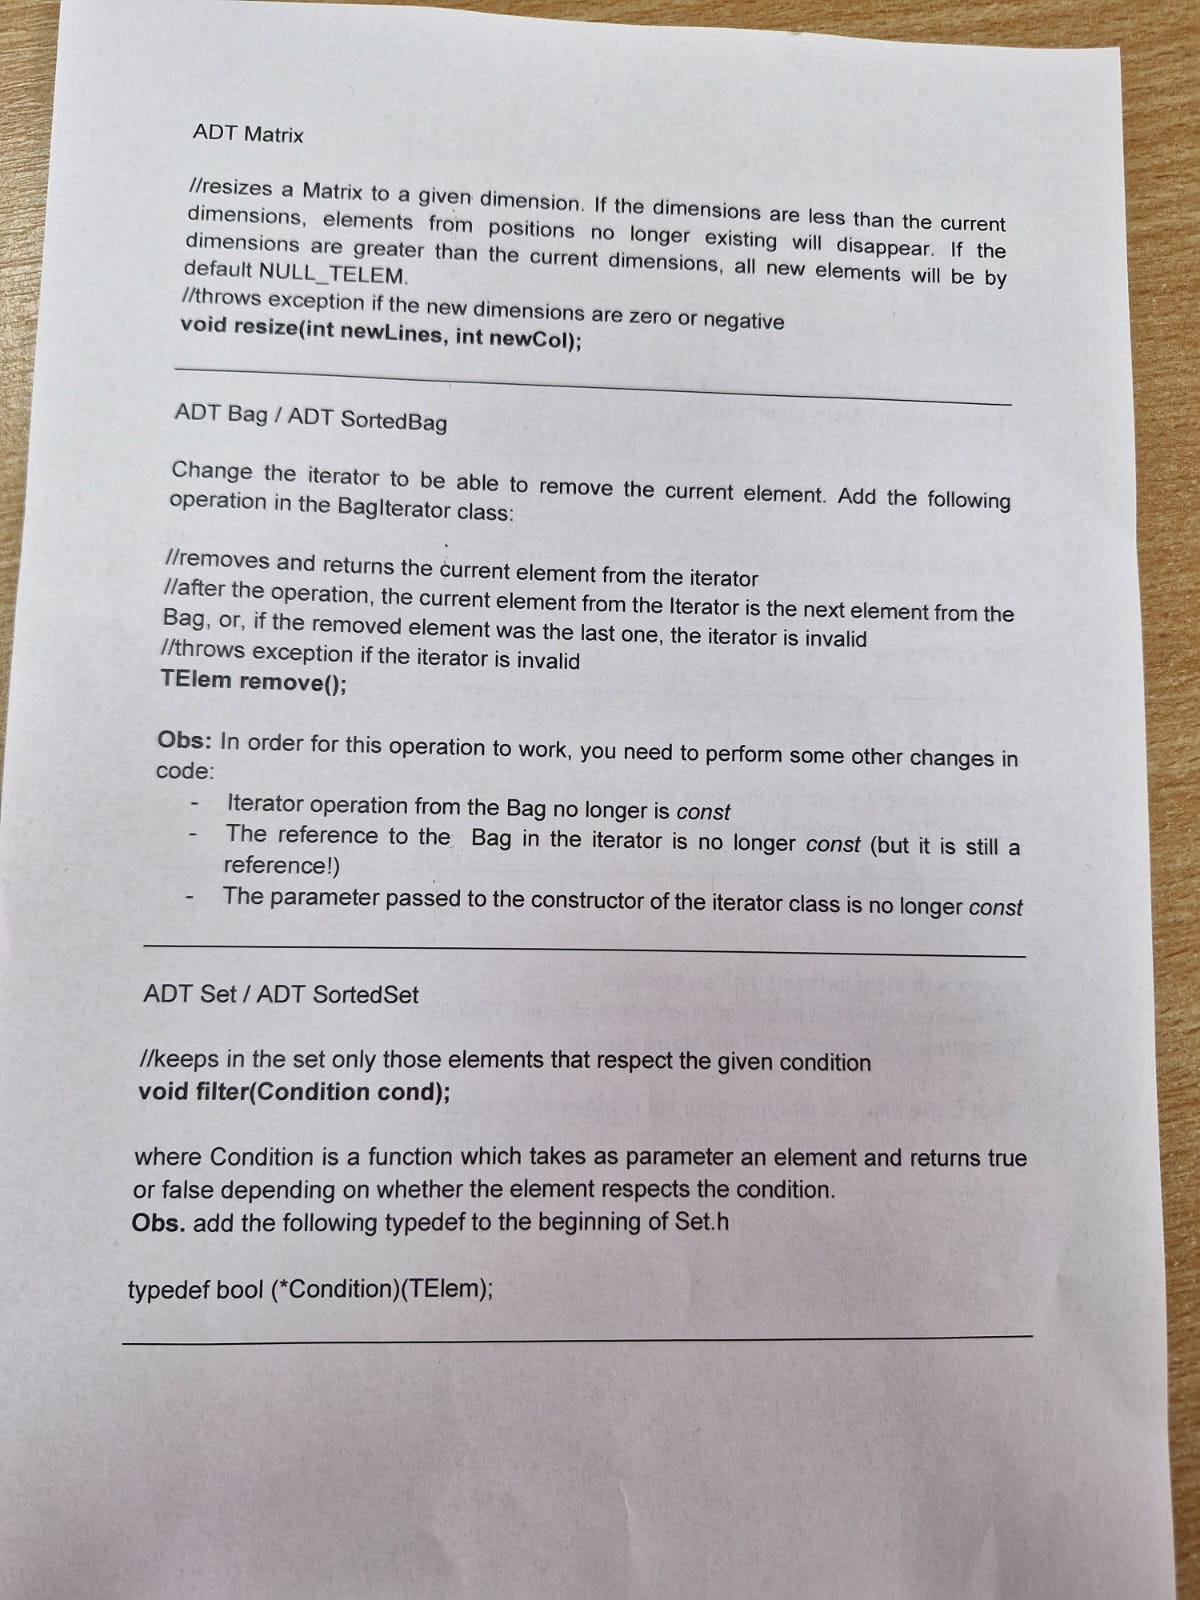 ADT Matrix
//resizes a Matrix to a given dimension. If the dimensions are less than the current
dimensions, elements from positions no longer existing will disappear. If the
dimensions are greater than the current dimensions, all new elements will be by
default NULL_TELEM.
//throws exception if the new dimensions are zero or negative
void resize(int newLines, int newCol);
ADT Bag / ADT SortedBag
Change the iterator to be able to remove the current element. Add the following
operation in the BagIterator class:
//removes and returns the current element from the iterator
//after the operation, the current element from the Iterator is the next element from the
Bag, or, if the removed element was the last one, the iterator is invalid
//throws exception if the iterator is invalid
TElem remove();
Obs: In order for this operation to work, you need to perform some other changes in
code:
- Iterator operation from the Bag no longer is const
- The reference to the Bag in the iterator is no longer const (but it is still a
reference!)
- The parameter passed to the constructor of the iterator class is no longer const
ADT Set / ADT SortedSet
//keeps in the set only those elements that respect the given condition
void filter(Condition cond);
where Condition is a function which takes as parameter an element and returns true
or false depending on whether the element respects the condition.
Obs. add the following typedef to the beginning of Set.h
typedef bool (*Condition)(TElem);